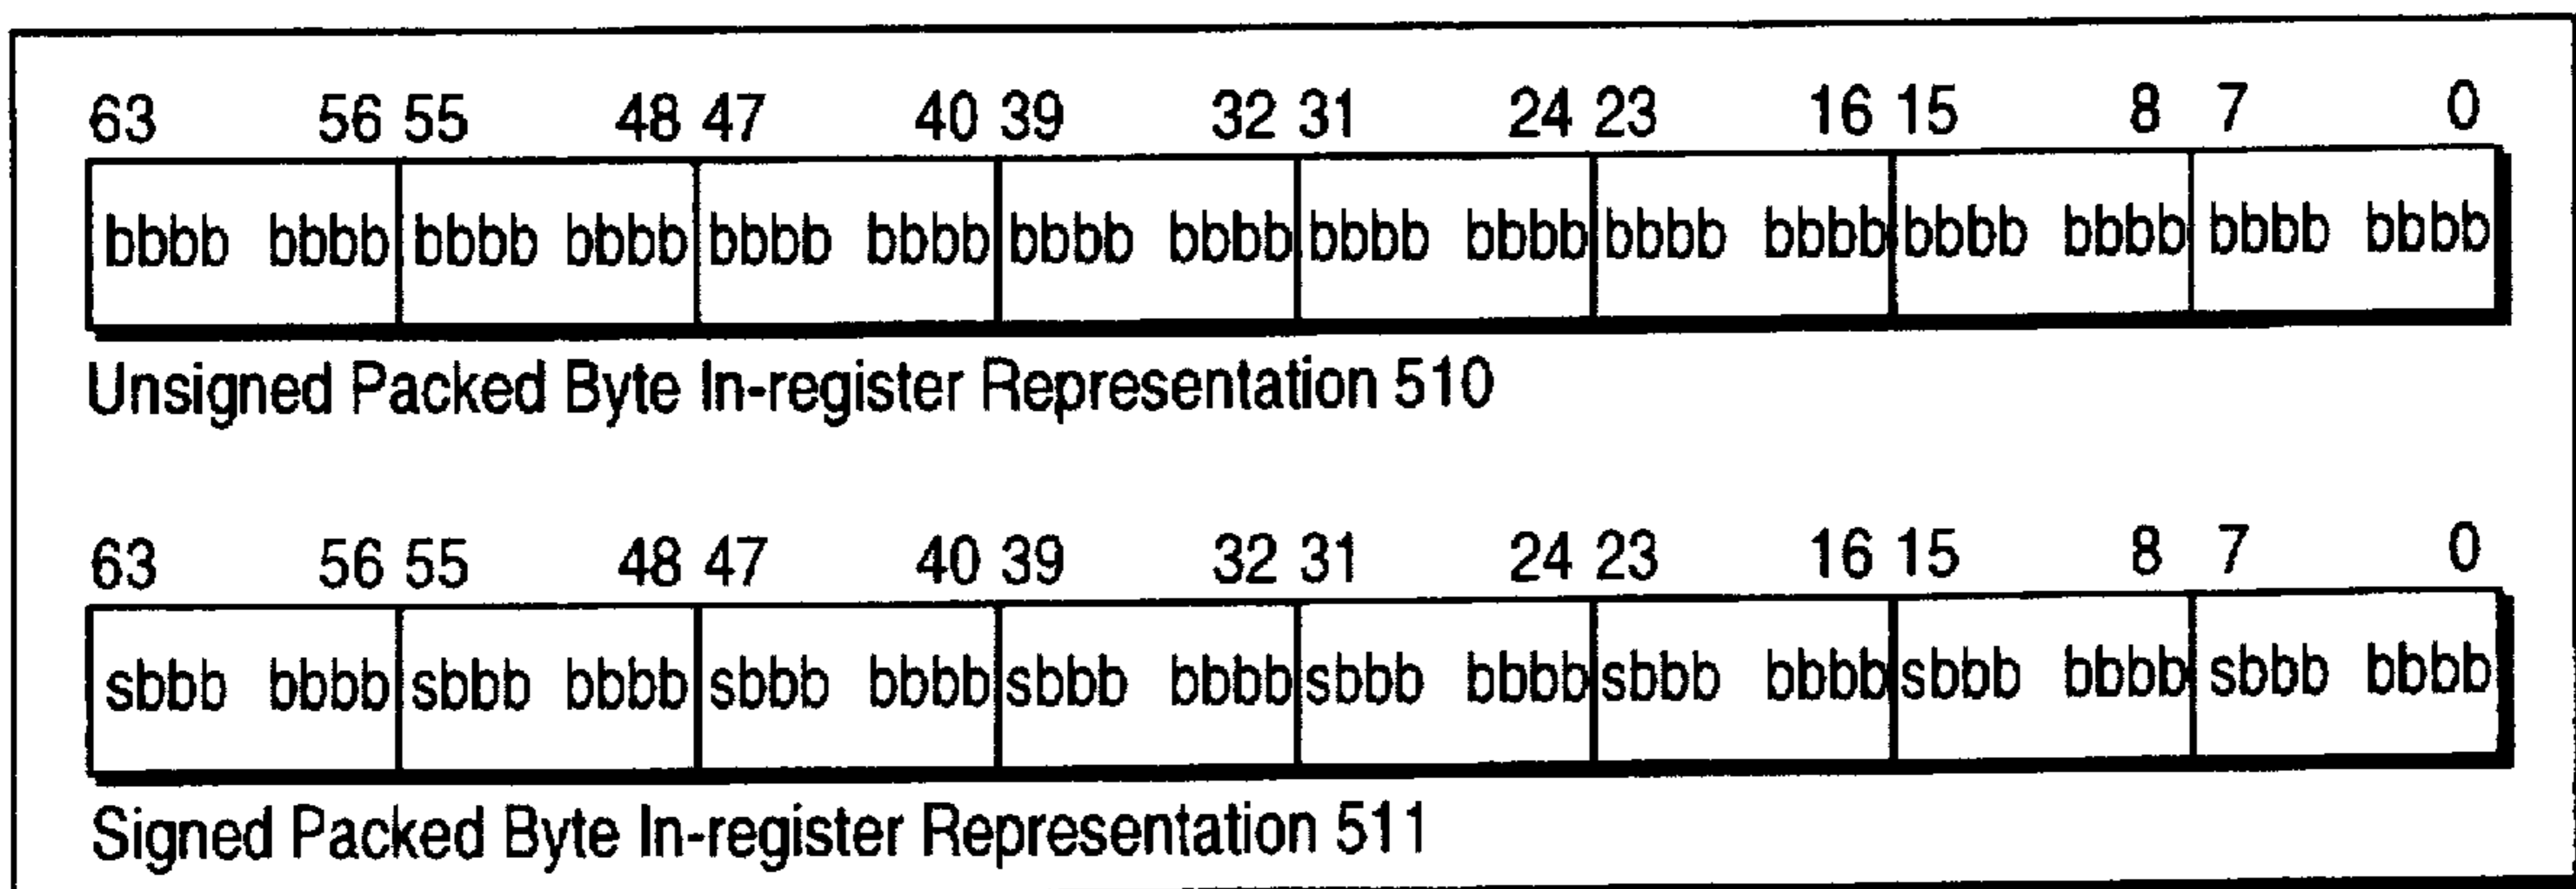 63 56 55 48 47 40 39 32 31 24 23 16 15 8 7 0
bbbb bbbb bbbb bbbb bbbb bbbb bbbb bbbb bbbb bbbb bbbb bbbb bbbb bbbb bbbb bbbb
Unsigned Packed Byte In-register Representation 510
63 56 55 48 47 40 39 32 31 24 23 16 15 8 7 0
sbbb bbbb sbbb bbbb sbbb bbbb sbbb bbbb sbbb bbbb sbbb bbbb sbbb bbbb sbbb bbbb
Signed Packed Byte In-register Representation 511